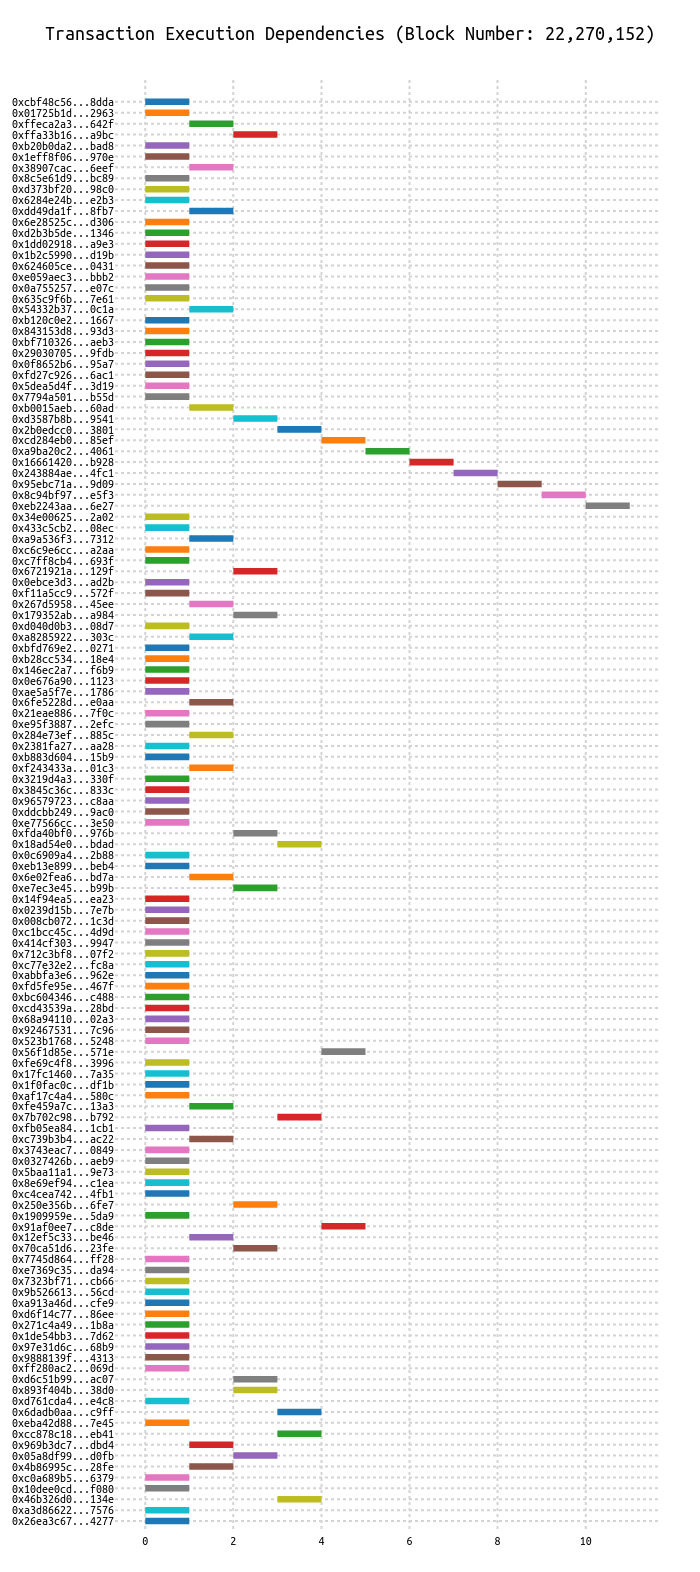 Transaction Execution Dependencies (Block Number: 22,270,152)
0xcbf48c56...8dda
0x01725b1d...2963
0xffeca2a3...642f
0xffa33b16...a9bc
0xb20b0da2...bad8
0x1eff8f06...970e
0x38907cac...6eef
0x8c5e61d9...bc89
0xd373bf20...98c0
0x6284e24b...e2b3
0xdd49da1f...8fb7
0x6e28525c...d306
0xd2b3b5de...1346
0x1dd02918...a9e3
0x1b2c5990...d19b
0x624605ce...0431
0xe059aec3...bbb2
0x0a755257...e07c
0x635c9f6b...7e61
0x54332b37...0c1a
0xb120c0e2...1667
0x843153d8...93d3
0xbf710326...aeb3
0x29030705...9fdb
0x0f8652b6...95a7
0xfd27c926...6ac1
0x5dea5d4f...3d19
0x7794a501...b55d
0xb0015aeb...60ad
0xd3587b8b...9541
0x2b0edcc0...3801
0xcd284eb0...85ef
0xa9ba20c2...4061
0x16661420...b928
0x243884ae...4fc1
0x95ebc71a...9d09
0x8c94bf97...e5f3
0xeb2243aa...6e27
0x34e00625...2a02
0x433c5cb2...08ec
0xa9a536f3...7312
0xc6c9e6cc...a2aa
0xc7ff8cb4...693f
0x6721921a...129f
0x0ebce3d3...ad2b
0xf11a5cc9...572f
0x267d5958...45ee
0x179352ab...a984
0xd040d0b3...08d7
0xa8285922...303c
0xbfd769e2...0271
0xb28cc534...18e4
0x146ec2a7...f6b9
0x0e676a90...1123
0xae5a5f7e...1786
0x6fe5228d...e0aa
0x21eae886...7f0c
0xe95f3887...2efc
0x284e73ef...885c
0x2381fa27...aa28
0xb883d604...15b9
0xf243433a...01c3
0x3219d4a3...330f
0x3845c36c...833c
0x96579723...c8aa
0xddcbb249...9ac0
0xe77566cc...3e50
0xfda40bf0...976b
0x18ad54e0...bdad
0x0c6909a4...2b88
0xeb13e899...beb4
0x6e02fea6...bd7a
0xe7ec3e45...b99b
0x14f94ea5...ea23
0x0239d15b...7e7b
0x008cb072...1c3d
0xc1bcc45c...4d9d
0x414cf303...9947
0x712c3bf8...07f2
0xc77e32e2...fc8a
0xabbfa3e6...962e
0xfd5fe95e...467f
0xbc604346...c488
0xcd43539a...28bd
0x68a94110...02a3
0x92467531...7c96
0x523b1768...5248
0x56f1d85e...571e
0xfe69c4f8...3996
0x17fc1460...7a35
0x1f0fac0c...df1b
0xaf17c4a4...580c
0xfe459a7c...13a3
0x7b702c98...b792
0xfb05ea84...1cb1
0xc739b3b4...ac22
0x3743eac7...0849
0x0327426b...aeb9
0x5baa11a1...9e73
0x8e69ef94...c1ea
0xc4cea742...4fb1
0x250e356b...6fe7
0x1909959e...5da9
0x91af0ee7...c8de
0x12ef5c33...be46
0x70ca51d6...23fe
0x7745d864...ff28
0xe7369c35...da94
0x7323bf71...cb66
0x9b526613...56cd
0xa913a46d...cfe9
0xd6f14c77...86ee
0x271c4a49...1b8a
0x1de54bb3...7d62
0x97e31d6c...68b9
0x9888139f...4313
0xff280ac2...069d
0xd6c51b99...ac07
0x893f404b...38d0
0xd761cda4...e4c8
0x6dadb0aa...c9ff
0xeba42d88...7e45
0xcc878c18...eb41
0x969b3dc7...dbd4
0x05a8df99...d0fb
0x4b86995c...28fe
0xc0a689b5...6379
0x10dee0cd...f080
0x46b326d0...134e
0xa3d86622...7576
0x26ea3c67...4277
0 2 4 6 8 10